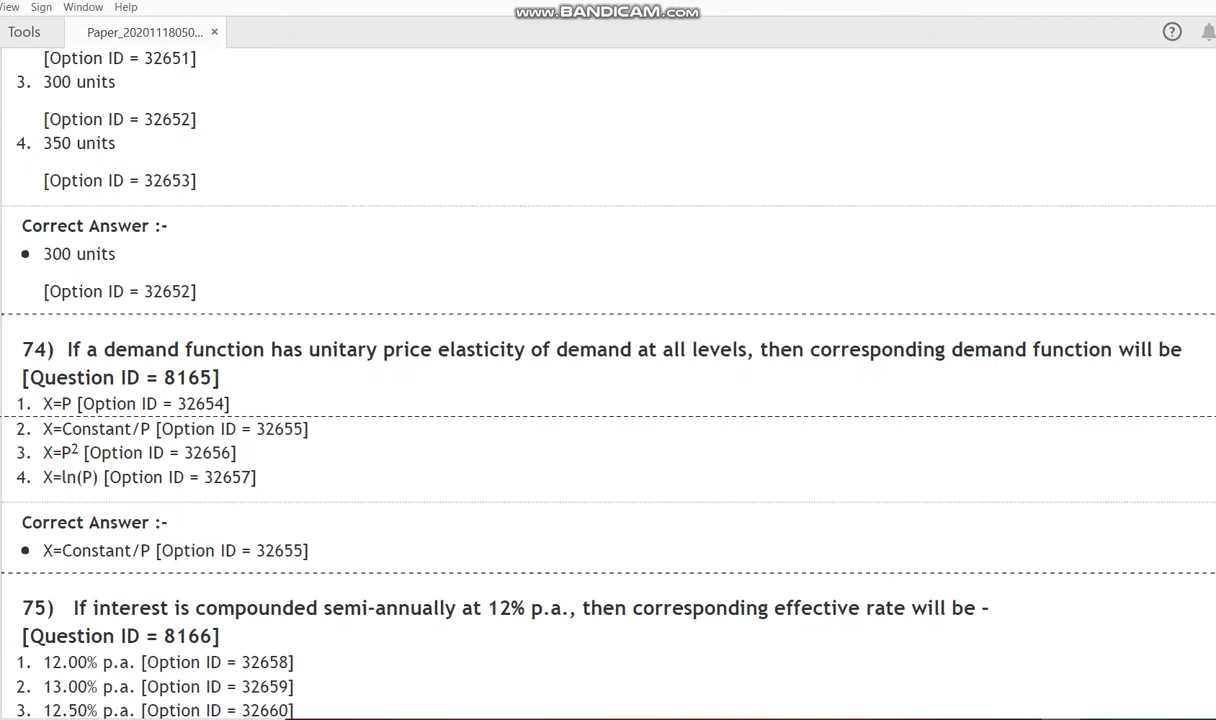 View Sign Window Help
www.BANDICAM.com
Tools Paper_20201118050... × ?
[Option ID = 32651]
3. 300 units
[Option ID = 32652]
4. 350 units
[Option ID = 32653]
Correct Answer :-
• 300 units
[Option ID = 32652]
74) If a demand function has unitary price elasticity of demand at all levels, then corresponding demand function will be
[Question ID = 8165]
1. X=P [Option ID = 32654]
2. X=Constant/P [Option ID = 32655]
3. X=P² [Option ID = 32656]
4. X=ln(P) [Option ID = 32657]
Correct Answer :-
• X=Constant/P [Option ID = 32655]
75) If interest is compounded semi-annually at 12% p.a., then corresponding effective rate will be –
[Question ID = 8166]
1. 12.00% p.a. [Option ID = 32658]
2. 13.00% p.a. [Option ID = 32659]
3. 12.50% p.a. [Option ID = 32660]